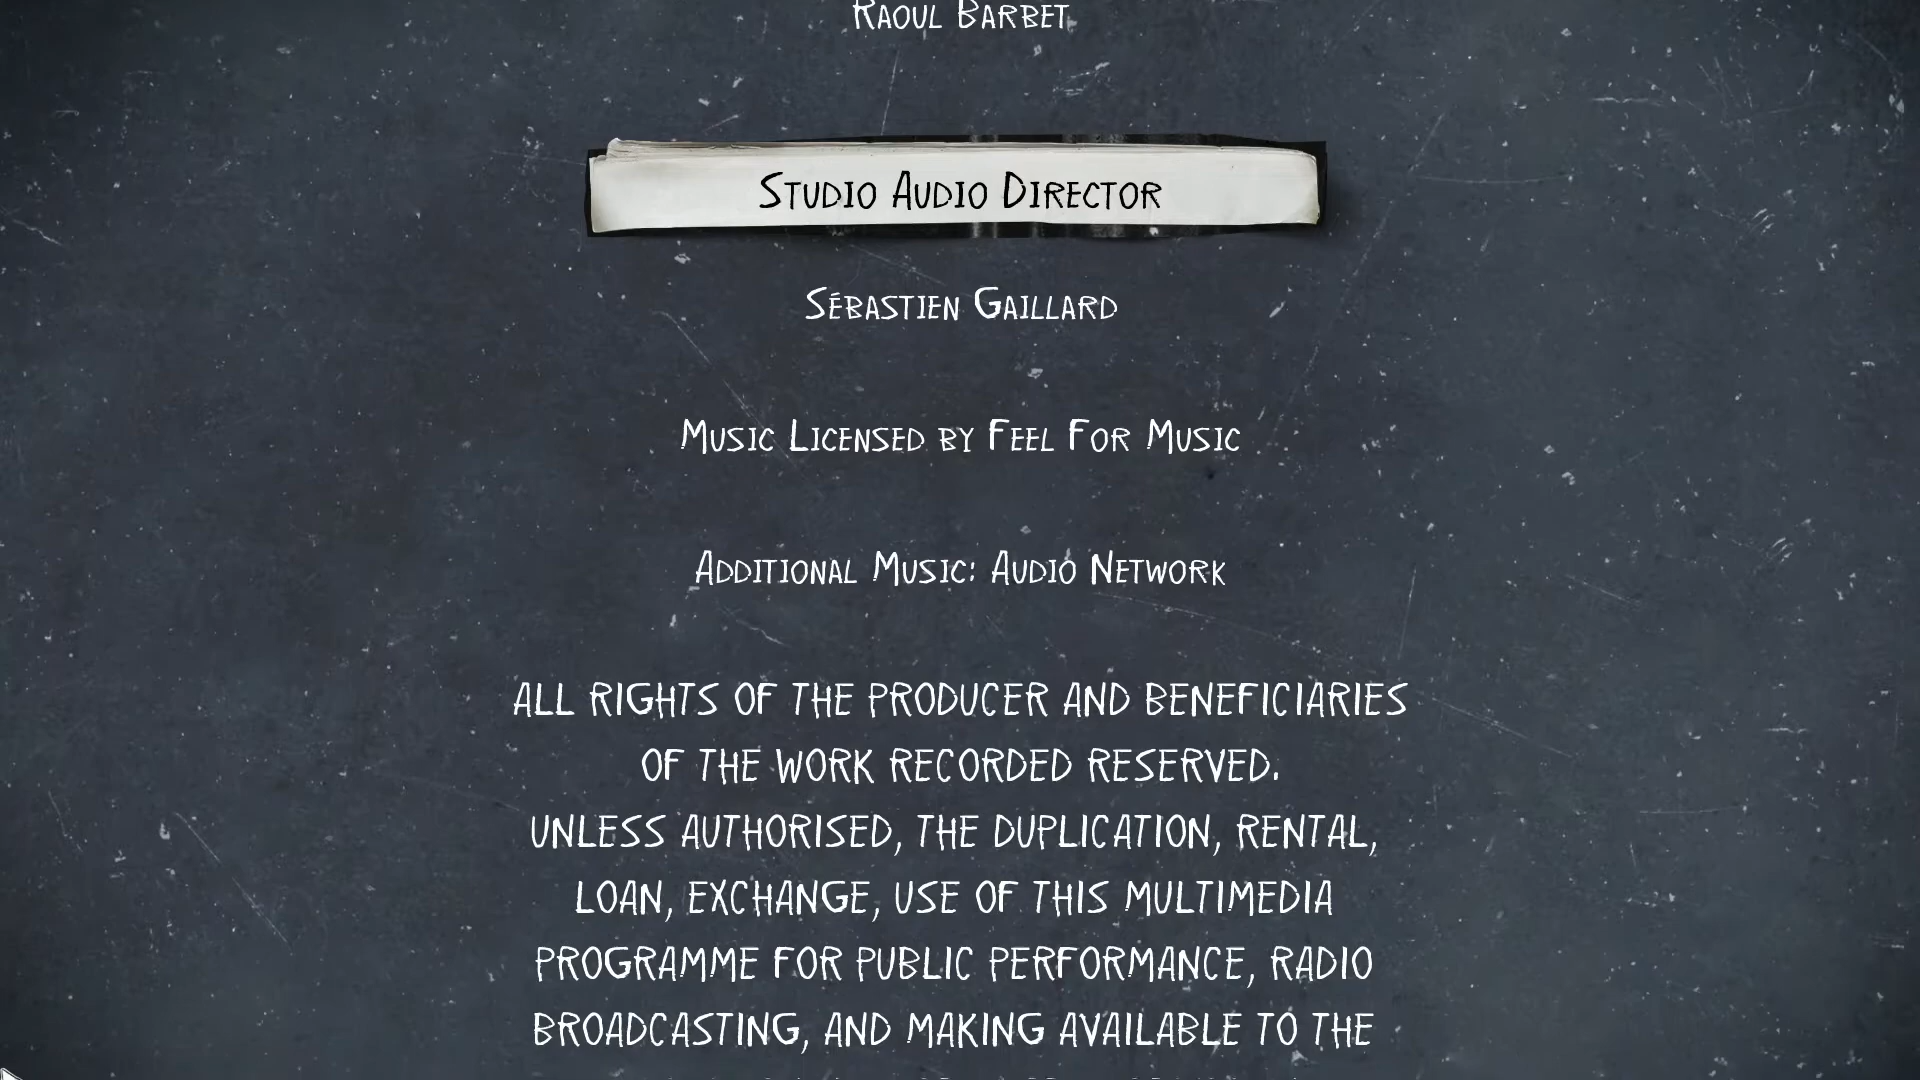 Raoul Barbet
Studio Audio Director
Sébastien Gaillard
Music Licensed by Feel For Music
Additional Music: Audio Network
ALL RIGHTS OF THE PRODUCER AND BENEFICIARIES
OF THE WORK RECORDED RESERVED.
UNLESS AUTHORISED, THE DUPLICATION, RENTAL,
LOAN, EXCHANGE, USE OF THIS MULTIMEDIA
PROGRAMME FOR PUBLIC PERFORMANCE, RADIO
BROADCASTING, AND MAKING AVAILABLE TO THE